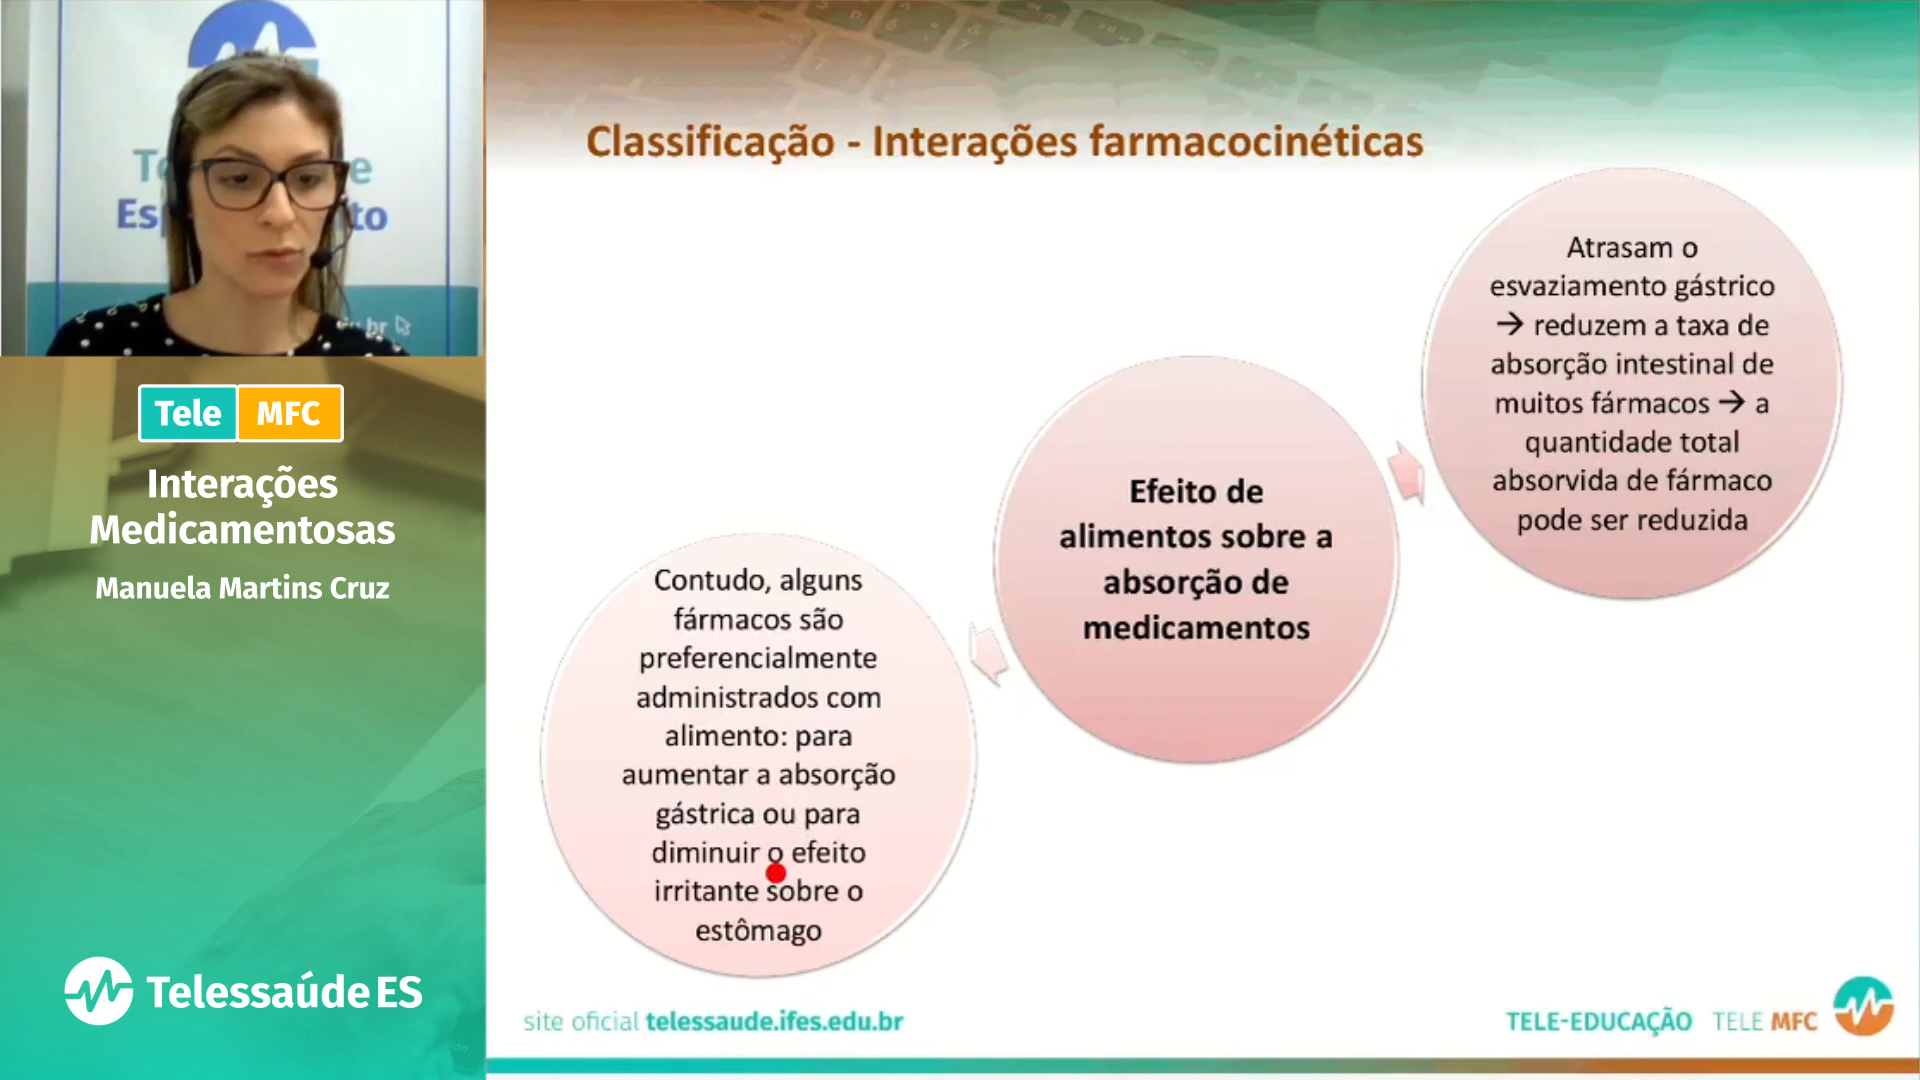 Tele MFC
Interações
Medicamentosas
Manuela Martins Cruz
Telessaúde ES
Classificação - Interações farmacocinéticas
Atrasam o
esvaziamento gástrico
→ reduzem a taxa de
absorção intestinal de
muitos fármacos → a
quantidade total
absorvida de fármaco
pode ser reduzida
Efeito de
alimentos sobre a
absorção de
medicamentos
Contudo, alguns
fármacos são
preferencialmente
administrados com
alimento: para
aumentar a absorção
gástrica ou para
diminuir o efeito
irritante sobre o
estômago
site oficial telessaude.ifes.edu.br
TELE-EDUCAÇÃO TELE MFC